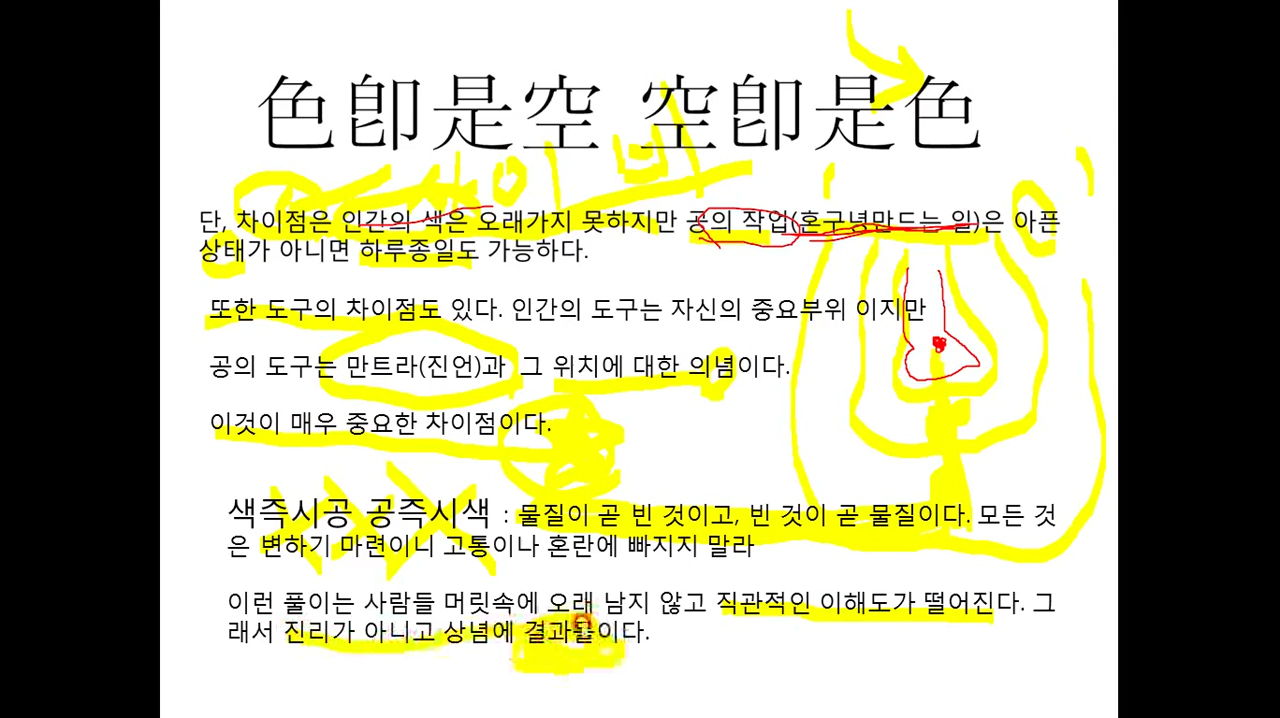 色卽是空 空卽是色
단, 차이점은 인간의 색은 오래가지 못하지만 공의 작업(혼구녕만드는 일)은 아픈
상태가 아니면 하루종일도 가능하다.
또한 도구의 차이점도 있다. 인간의 도구는 자신의 중요부위 이지만
공의 도구는 만트라(진언)과 그 위치에 대한 의념이다.
이것이 매우 중요한 차이점이다.
색즉시공 공즉시색 : 물질이 곧 빈 것이고, 빈 것이 곧 물질이다. 모든 것
은 변하기 마련이니 고통이나 혼란에 빠지지 말라
이런 풀이는 사람들 머릿속에 오래 남지 않고 직관적인 이해도가 떨어진다. 그
래서 진리가 아니고 상념에 결과물이다.